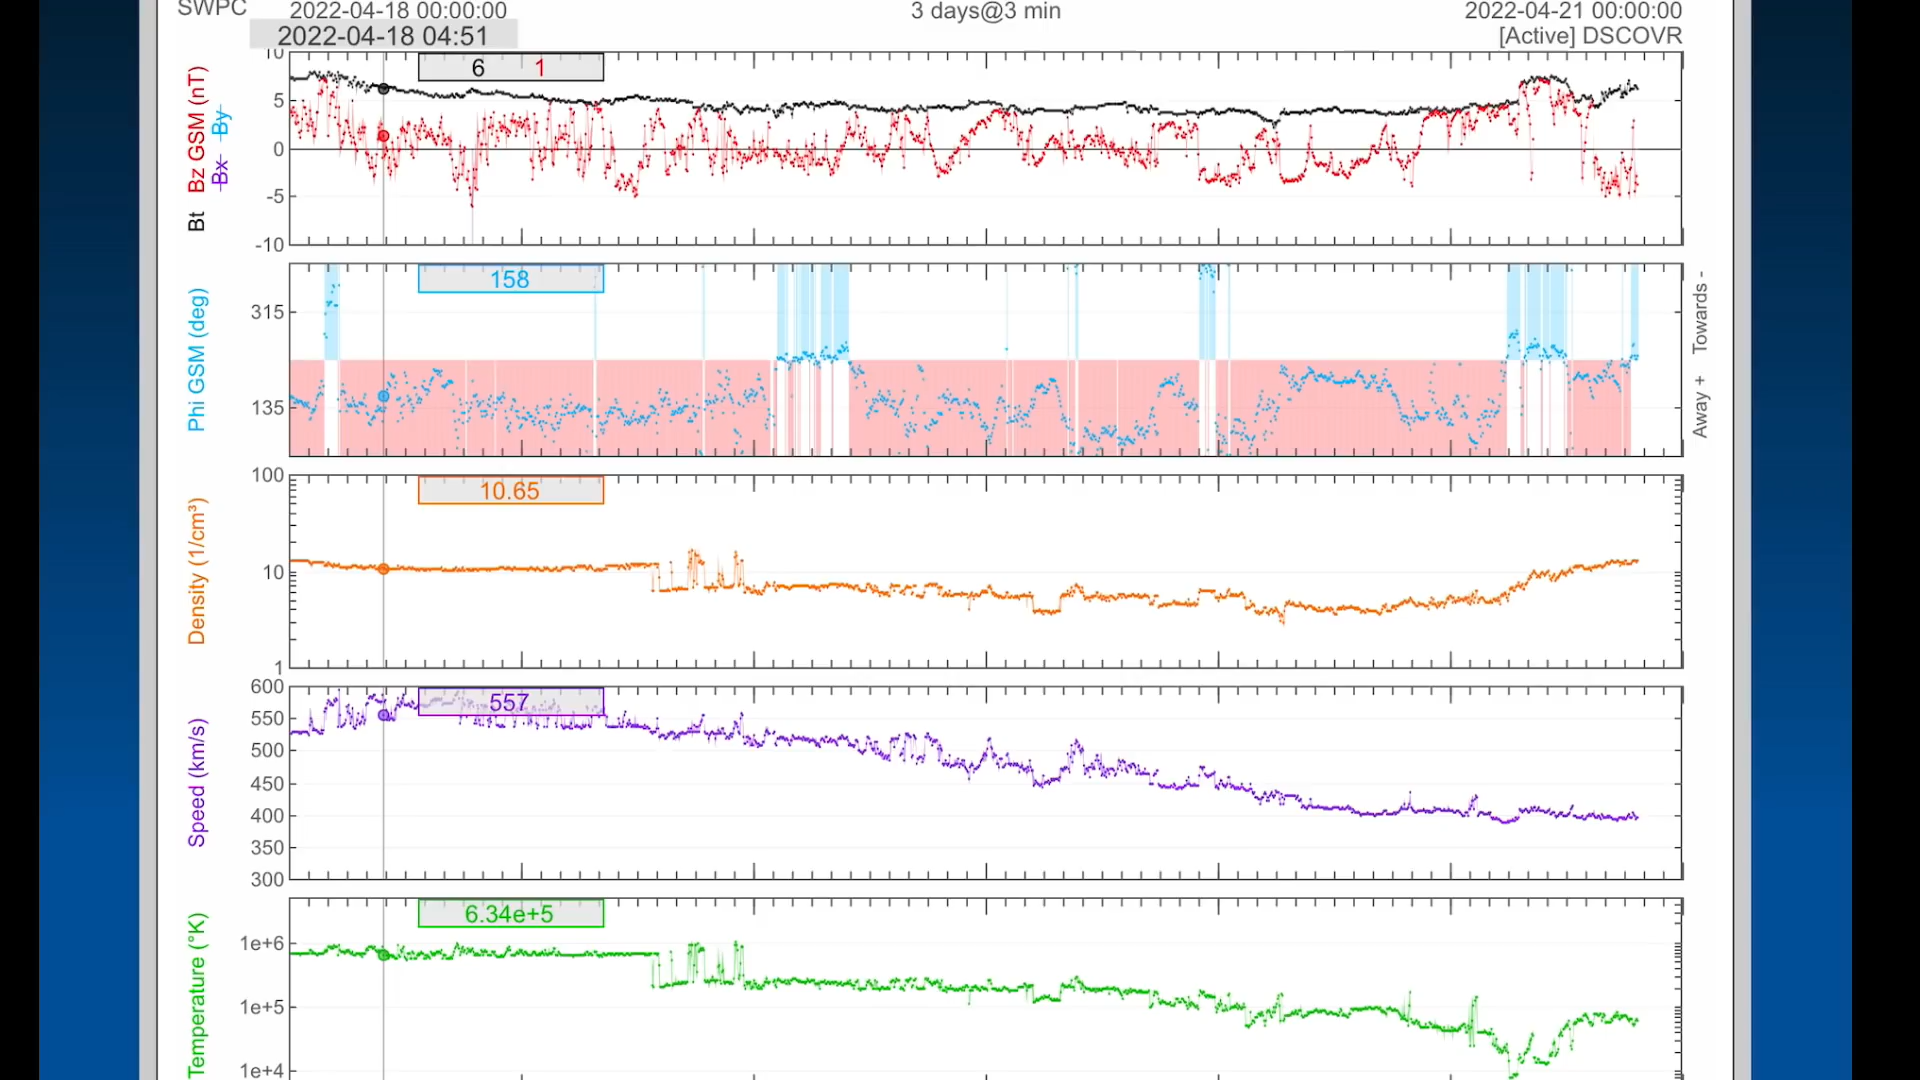 SWPC 2022-04-18 00:00:00 3 days@3 min 2022-04-21 00:00:00
2022-04-18 04:51 [Active] DSCOVR
6 1
10
5
0
-5
-10
Bt Bz GSM (nT)
Bx By
158
315
135
Phi GSM (deg)
Away + Towards -
10.65
100
10
1
Density (1/cm³)
557
600
550
500
450
400
350
300
Speed (km/s)
6.34e+5
1e+6
1e+5
1e+4
Temperature (°K)